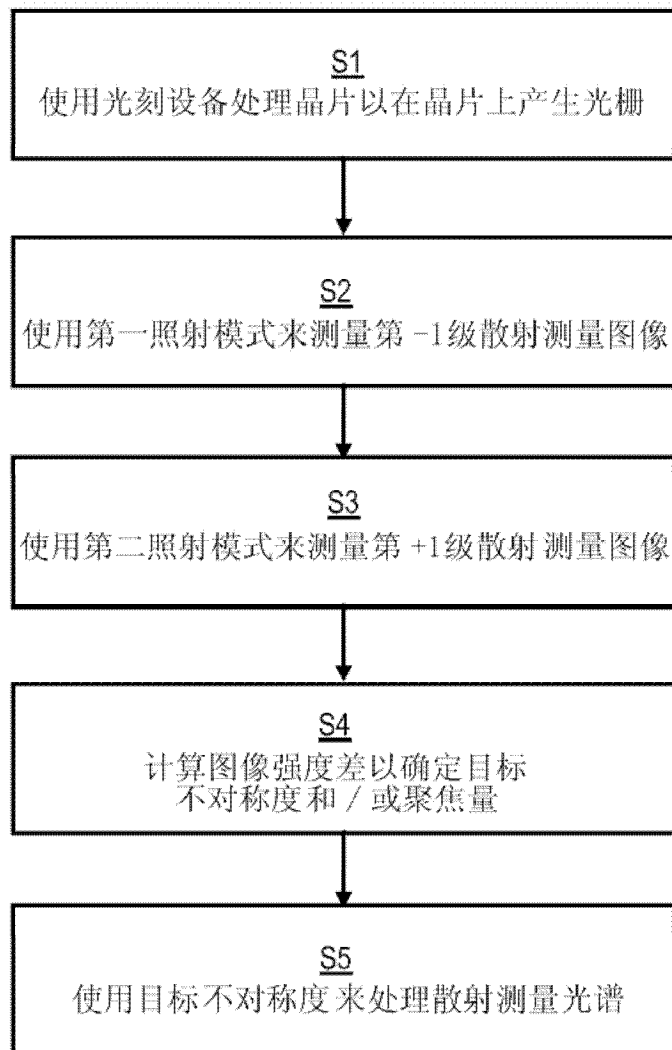 S1
使用光刻设备处理晶片以在晶片上产生光栅
S2
使用第一照射模式来测量第 -1级散射测量图像
S3
使用第二照射模式来测量第 +1级散射测量图像
S4
计算图像强度差以确定目标
不对称度和／或聚焦量
S5
使用目标不对称度来处理散射测量光谱